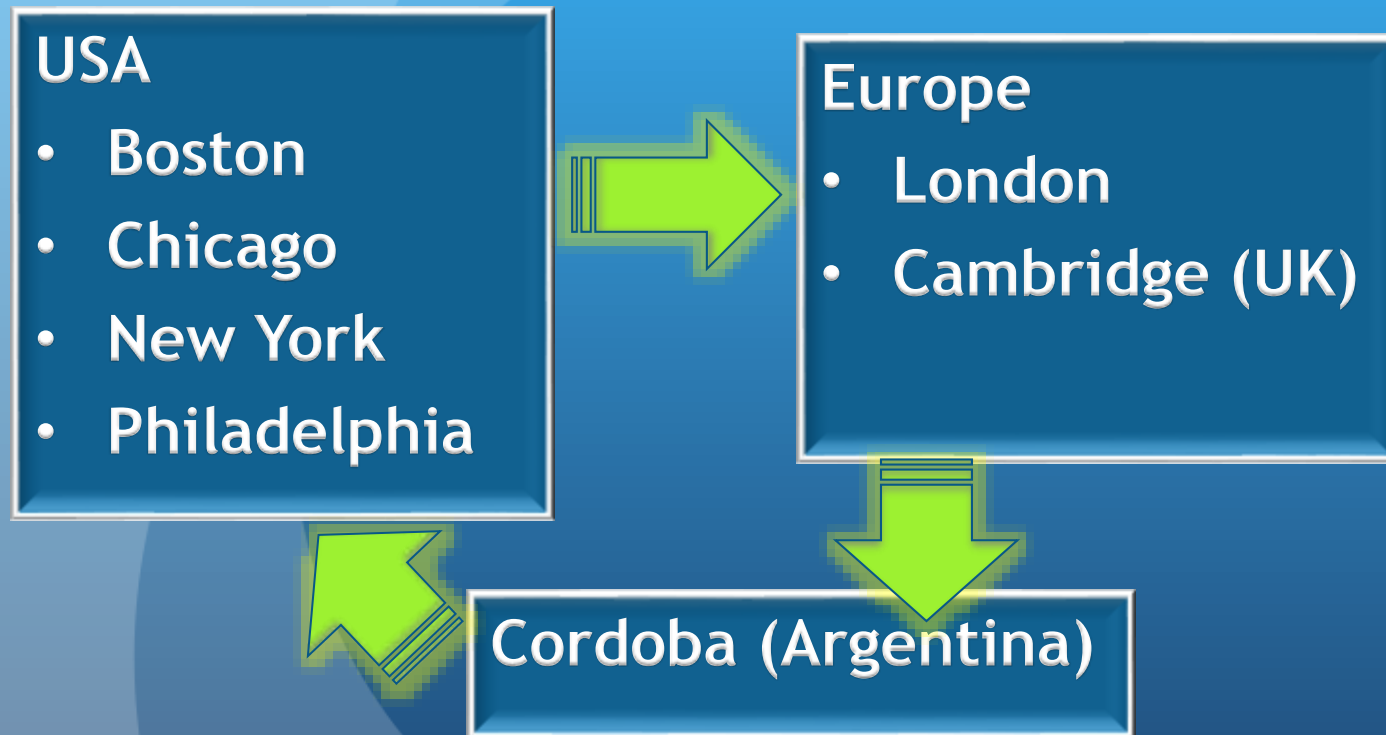 USA
• Boston
• Chicago
• New York
• Philadelphia
Europe
• London
• Cambridge (UK)
Cordoba (Argentina)